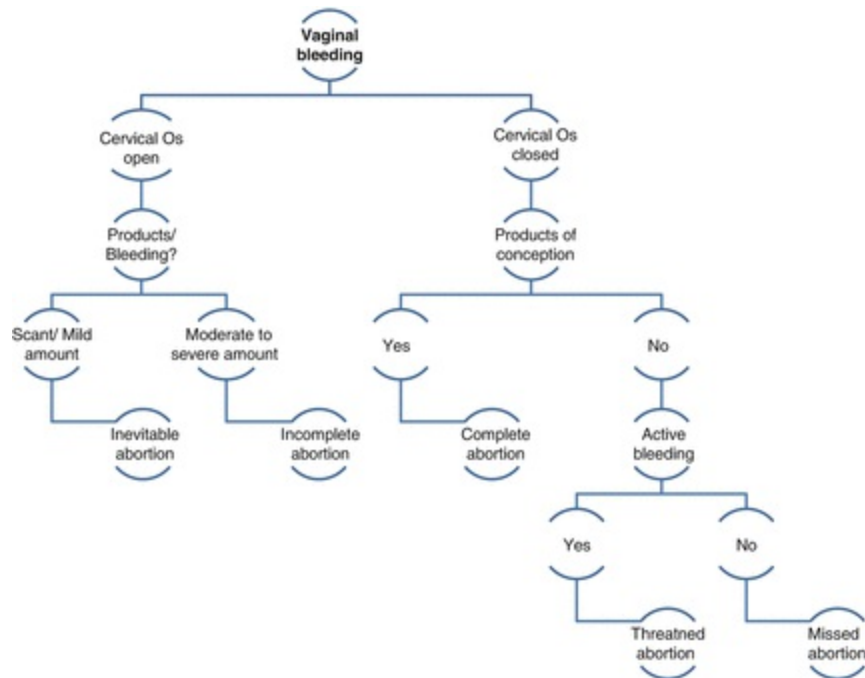 Vaginal
bleeding
Cervical Os
open
Cervical Os
closed
Products/
Bleeding?
Products of
conception
Scant/ Mild
amount
Moderate to
severe amount
Yes
No
Inevitable
abortion
Incomplete
abortion
Complete
abortion
Active
bleeding
Yes
No
Threatned
abortion
Missed
abortion